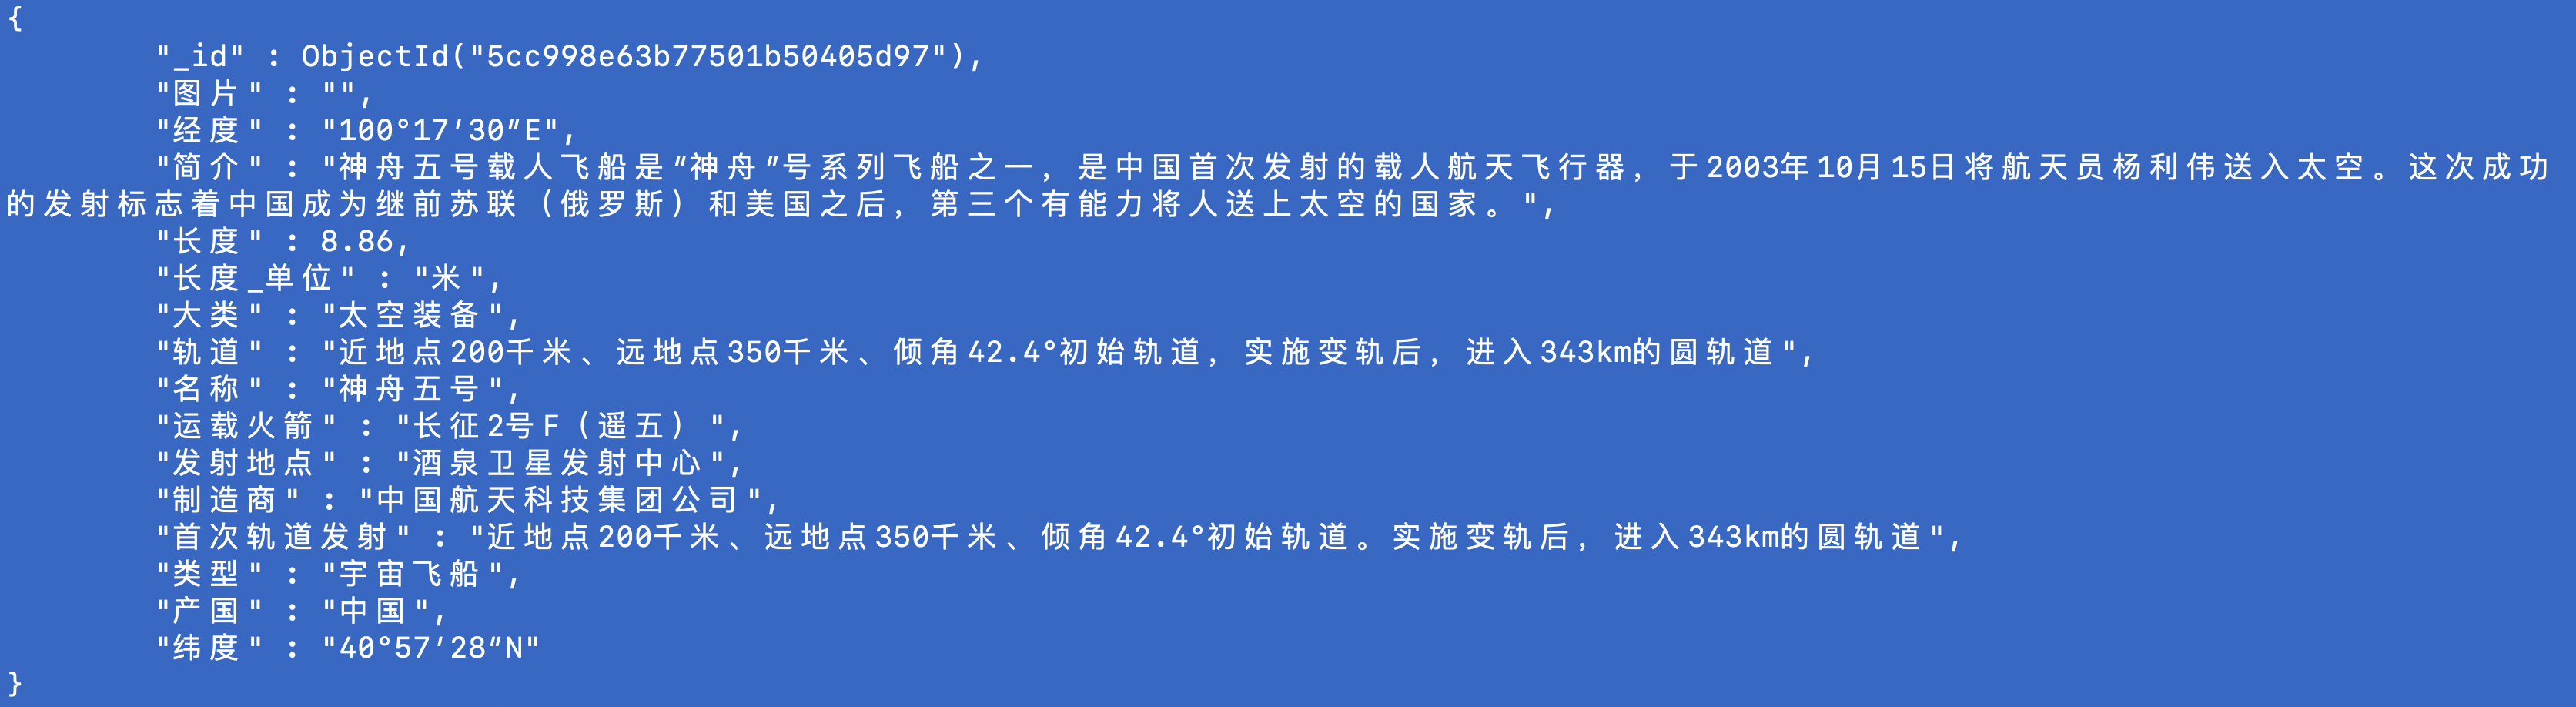 {
"_id" : ObjectId("5cc998e63b77501b50405d97"),
"图片" : "",
"经度" : "100°17′30″E",
"简介" : "神舟五号载人飞船是“神舟”号系列飞船之一，是中国首次发射的载人航天飞行器，于2003年10月15日将航天员杨利伟送入太空。这次成功
的发射标志着中国成为继前苏联（俄罗斯）和美国之后，第三个有能力将人送上太空的国家。",
"长度" : 8.86,
"长度_单位" : "米",
"大类" : "太空装备",
"轨道" : "近地点200千米、远地点350千米、倾角42.4°初始轨道，实施变轨后，进入343km的圆轨道",
"名称" : "神舟五号",
"运载火箭" : "长征2号F（遥五）",
"发射地点" : "酒泉卫星发射中心",
"制造商" : "中国航天科技集团公司",
"首次轨道发射" : "近地点200千米、远地点350千米、倾角42.4°初始轨道。实施变轨后，进入343km的圆轨道",
"类型" : "宇宙飞船",
"产国" : "中国",
"纬度" : "40°57′28″N"
}